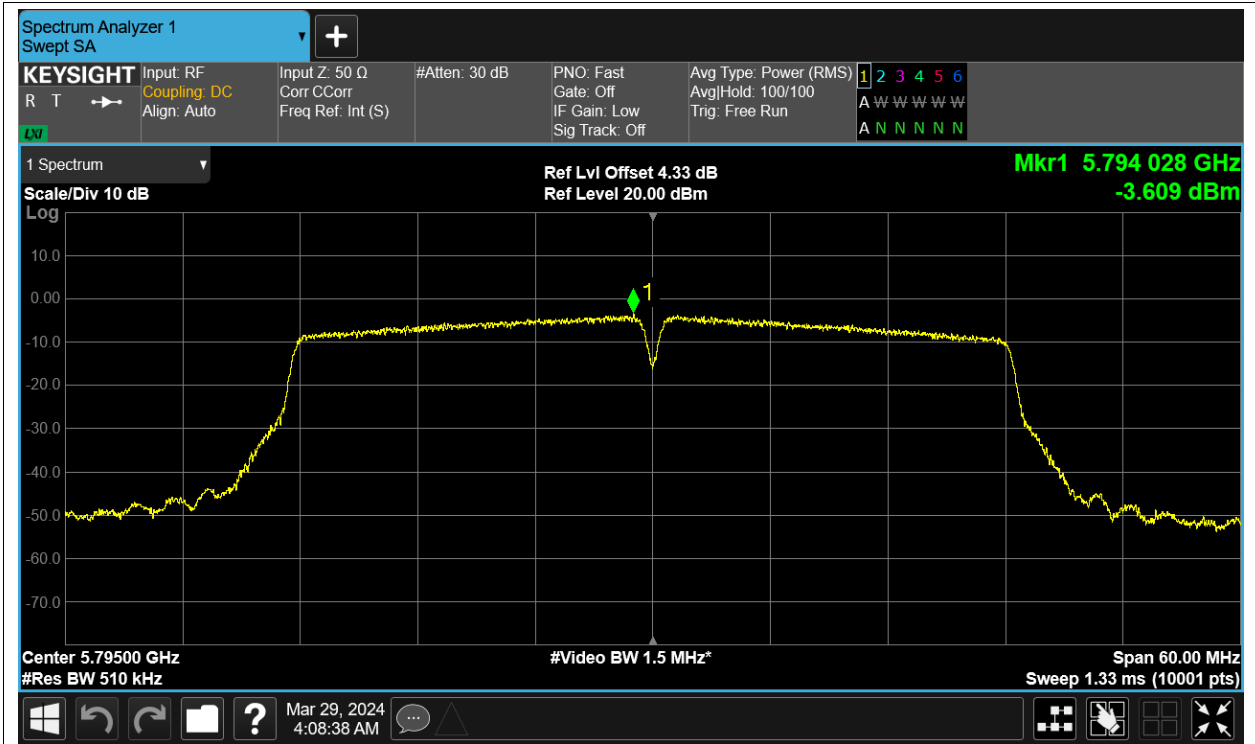 Spectrum Analyzer 1
Swept SA
KEYSIGHT
R T
LXI
Input: RF
Coupling: DC
Align: Auto
Input Z: 50 Ω
Corr CCorr
Freq Ref: Int (S)
#Atten: 30 dB
PNO: Fast
Gate: Off
IF Gain: Low
Sig Track: Off
Avg Type: Power (RMS)
Avg|Hold: 100/100
Trig: Free Run
1 2 3 4 5 6
A W W W W W
A N N N N N
1 Spectrum
Scale/Div 10 dB
Log
Ref Lvl Offset 4.33 dB
Ref Level 20.00 dBm
Mkr1 5.794 028 GHz
-3.609 dBm
10.0
0.00
-10.0
-20.0
-30.0
-40.0
-50.0
-60.0
-70.0
1
Center 5.79500 GHz
#Res BW 510 kHz
#Video BW 1.5 MHz*
Span 60.00 MHz
Sweep 1.33 ms (10001 pts)
?
Mar 29, 2024
4:08:38 AM